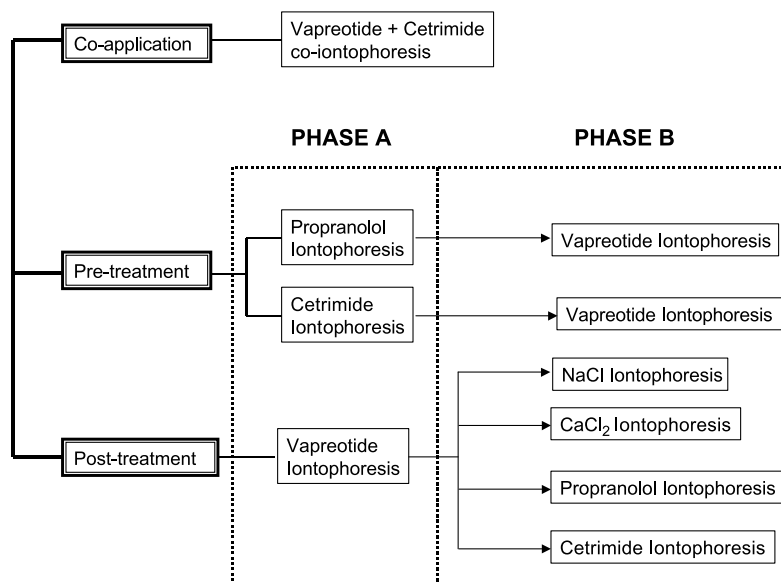 Co-application
Vapreotide + Cetrimide
co-iontophoresis
PHASE A
PHASE B
Pre-treatment
Propranolol
Iontophoresis
Vapreotide Iontophoresis
Cetrimide
Iontophoresis
Vapreotide Iontophoresis
Post-treatment
Vapreotide
Iontophoresis
NaCl Iontophoresis
CaCl₂ Iontophoresis
Propranolol Iontophoresis
Cetrimide Iontophoresis